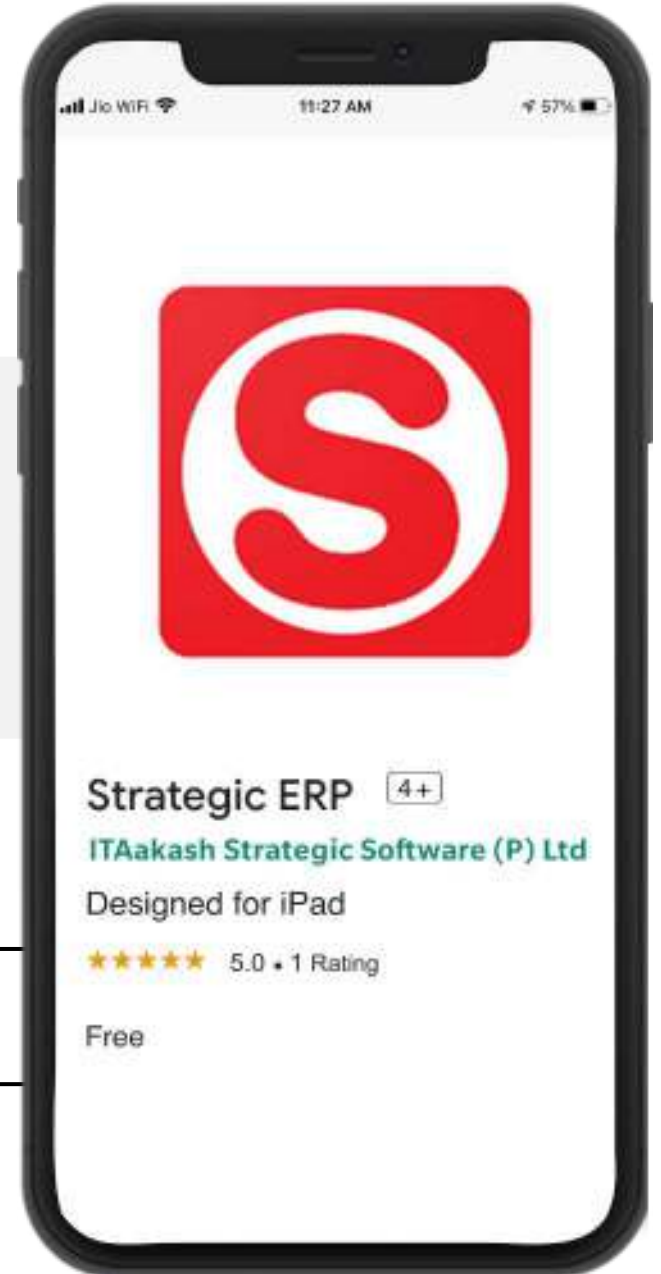 Jio WiFi 11:27 AM 57%
S
Strategic ERP 4+
ITAakash Strategic Software (P) Ltd
Designed for iPad
★★★★★ 5.0 • 1 Rating
Free